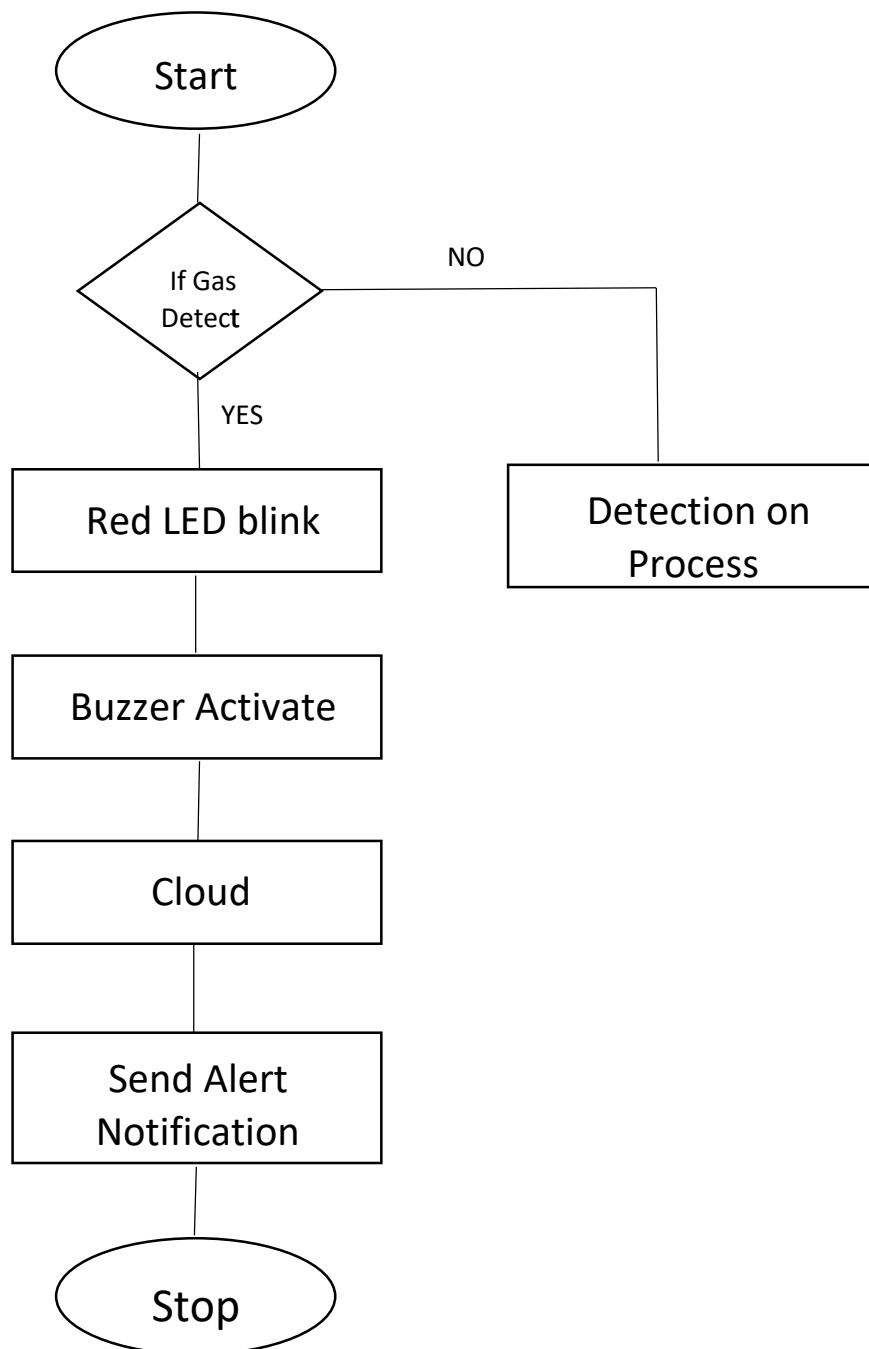 Start
If Gas
Detect
NO
YES
Red LED blink
Detection on
Process
Buzzer Activate
Cloud
Send Alert
Notification
Stop